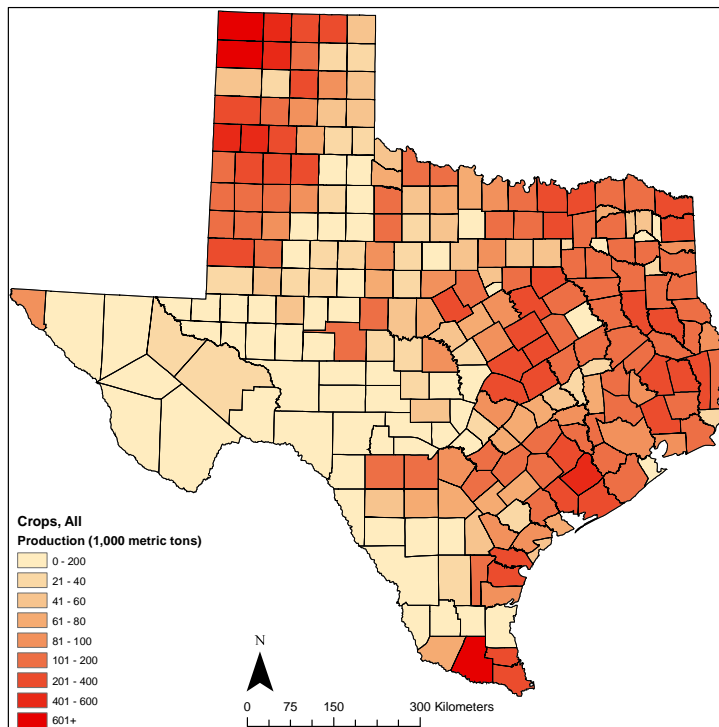 Crops, All
Production (1,000 metric tons)
0 - 200
21 - 40
41 - 60
61 - 80
81 - 100
101 - 200
201 - 400
401 - 600
601+
N
0 75 150 300 Kilometers